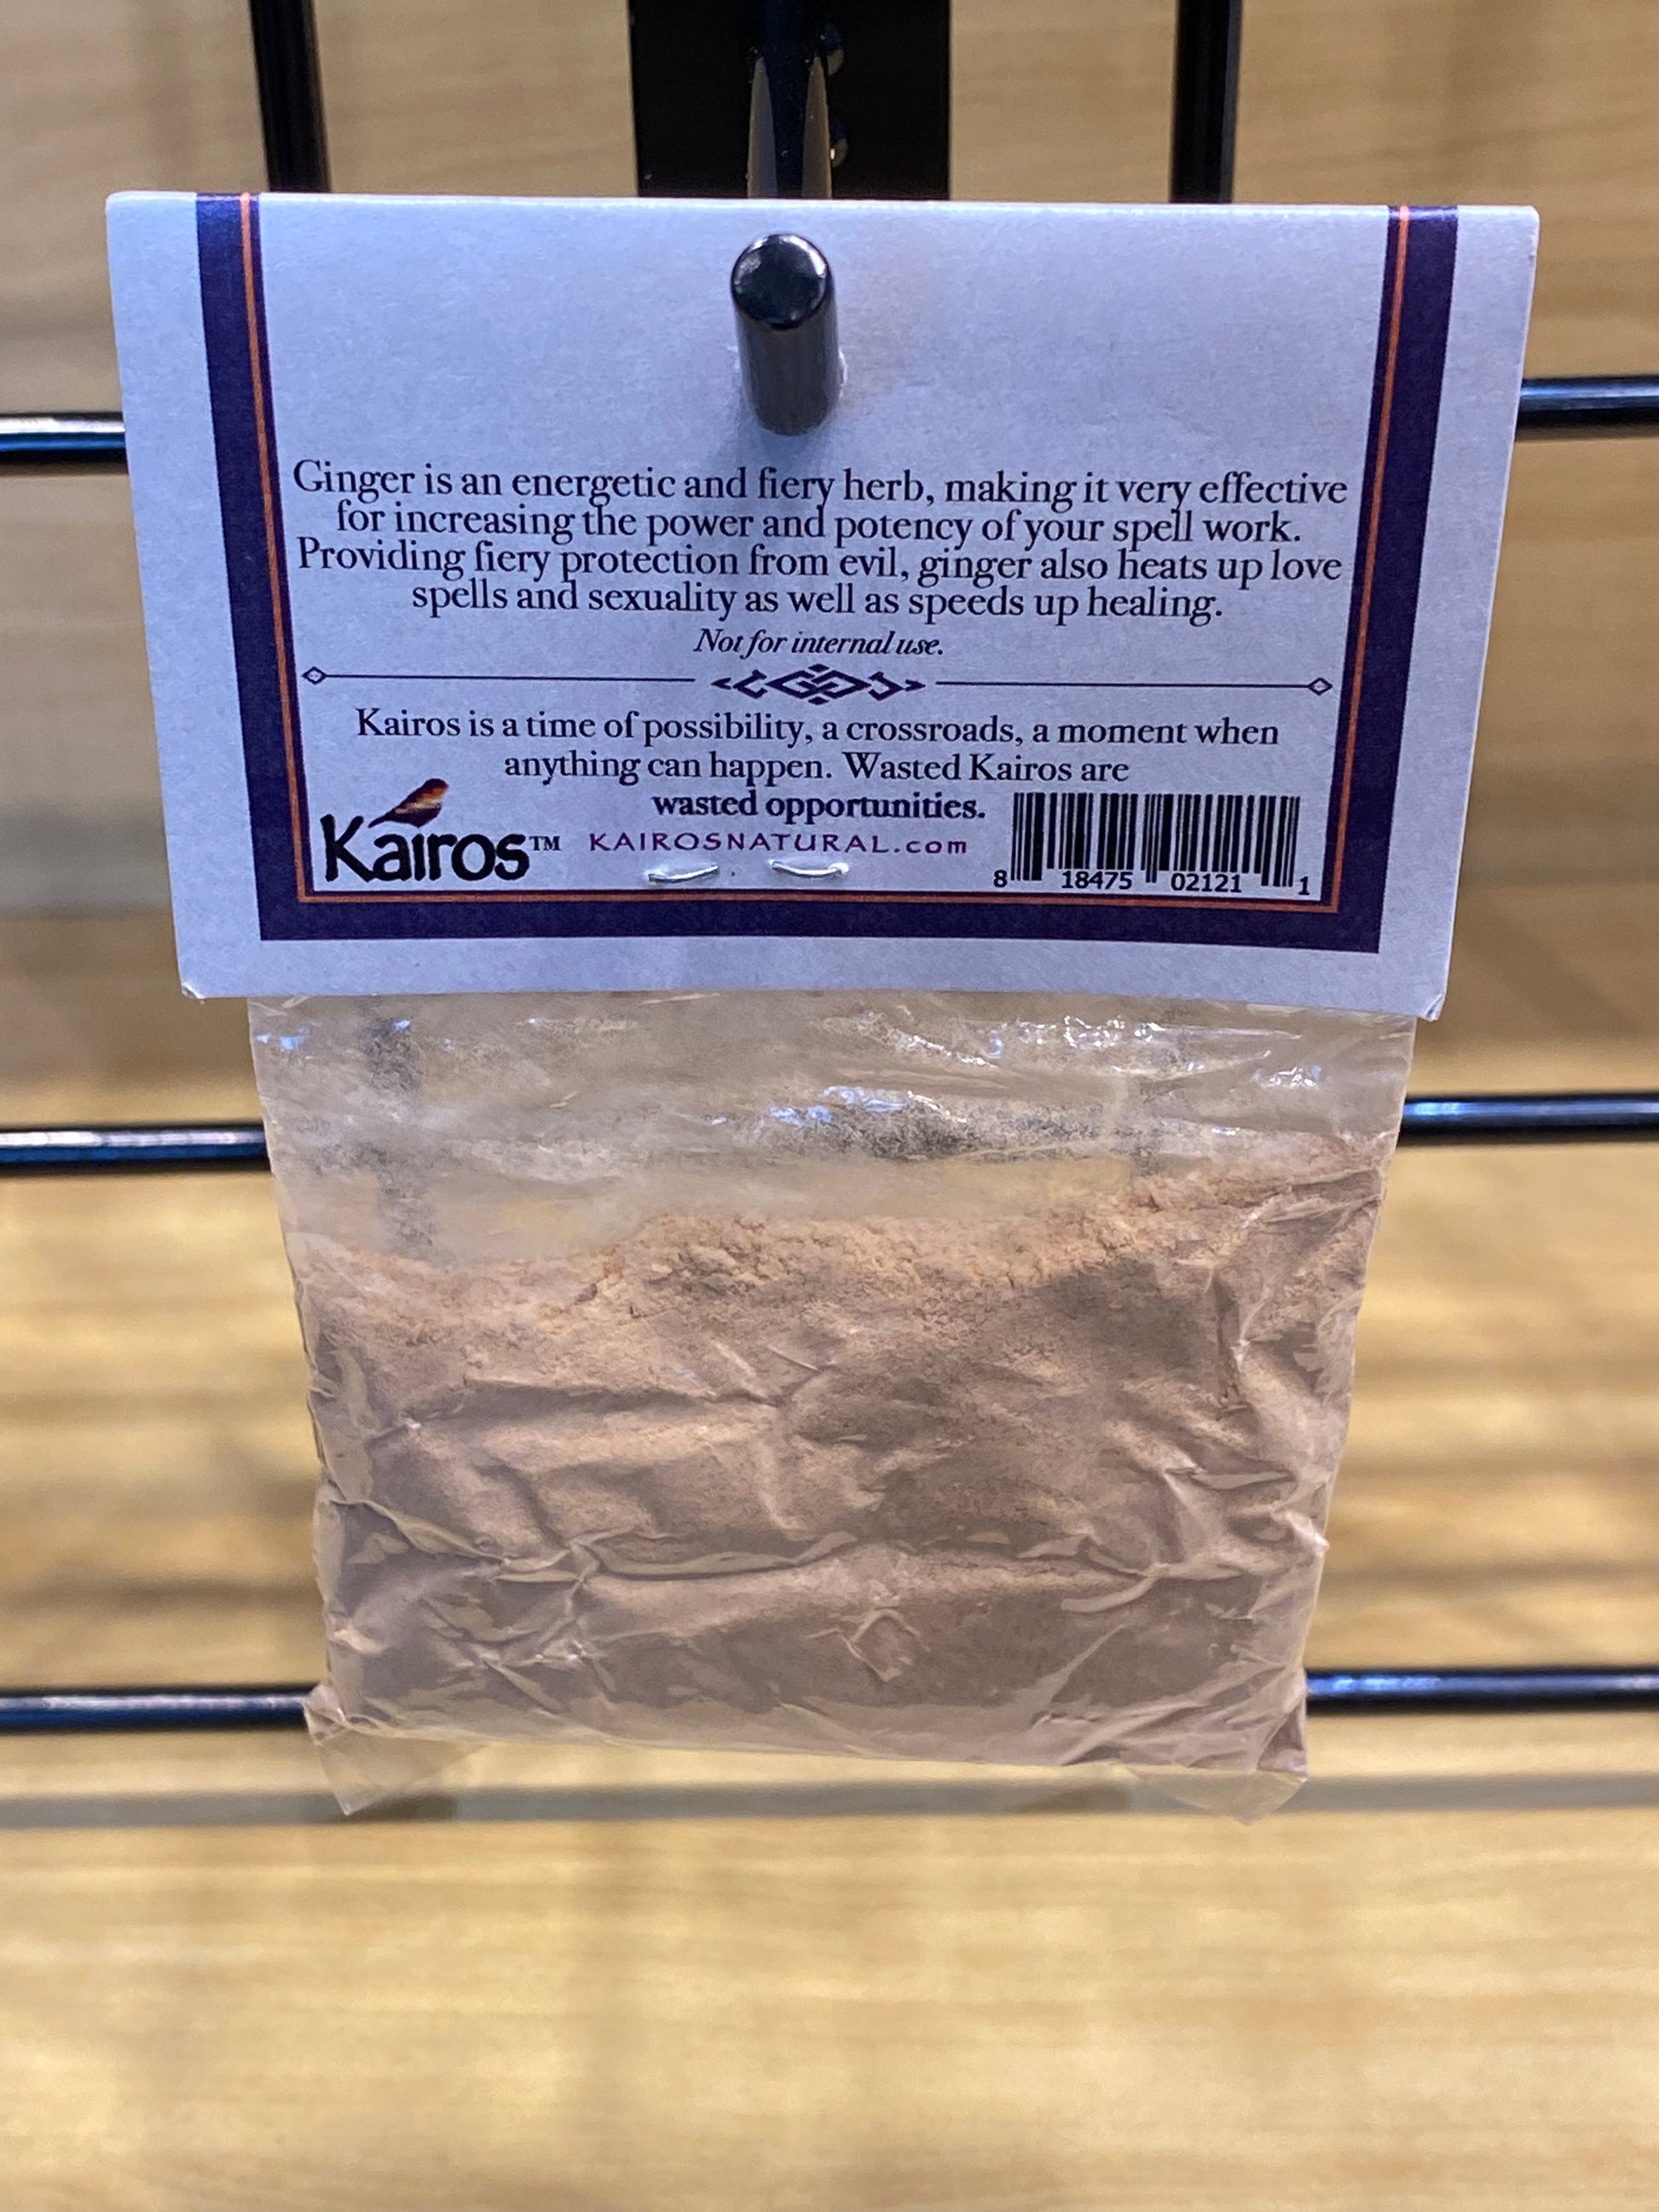 Ginger is an energetic and fiery herb, making it very effective
for increasing the power and potency of your spell work.
Providing fiery protection from evil, ginger also heats up love
spells and sexuality as well as speeds up healing.
Not for internal use.
Kairos is a time of possibility, a crossroads, a moment when
anything can happen. Wasted Kairos are
wasted opportunities.
Kairos™ KAIROSNATURAL.com
8 18475 02121 1